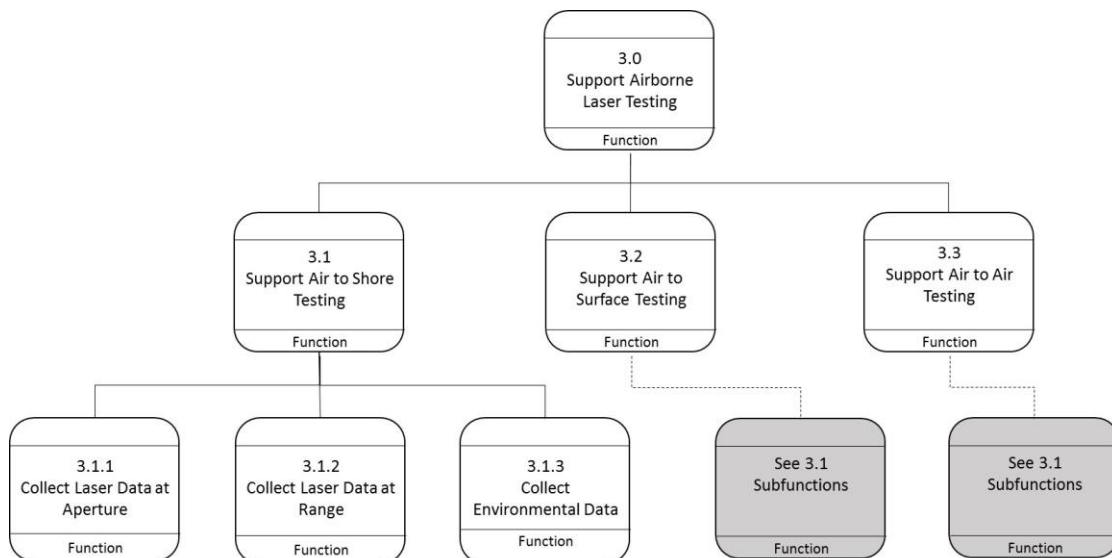 3.0
Support Airborne
Laser Testing
Function
3.1
Support Air to Shore
Testing
Function
3.2
Support Air to
Surface Testing
Function
3.3
Support Air to Air
Testing
Function
3.1.1
Collect Laser Data at
Aperture
Function
3.1.2
Collect Laser Data at
Range
Function
3.1.3
Collect
Environmental Data
Function
See 3.1
Subfunctions
Function
See 3.1
Subfunctions
Function